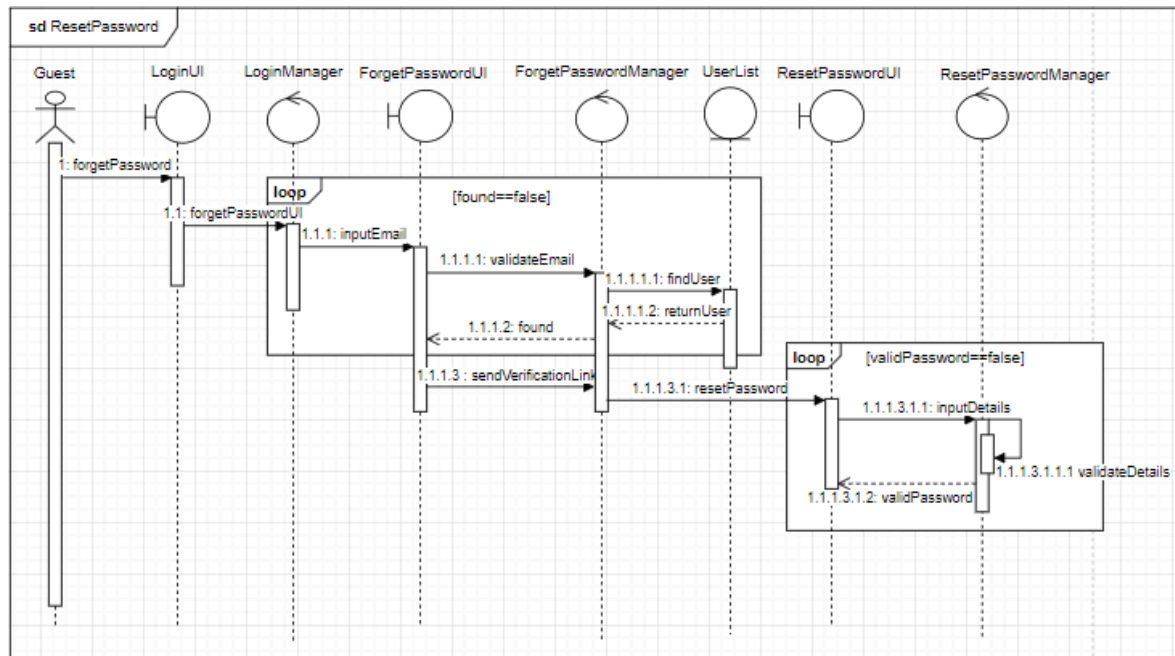 sd ResetPassword
Guest
LoginUI
LoginManager
ForgetPasswordUI
ForgetPasswordManager
UserList
ResetPasswordUI
ResetPasswordManager
1: forgetPassword
loop
[found==false]
1.1: forgetPasswordUI
1.1.1: inputEmail
1.1.1.1: validateEmail
1.1.1.1.1: findUser
1.1.1.1.2: returnUser
1.1.1.2: found
loop
[validPassword==false]
1.1.1.3 : sendVerificationLink
1.1.1.3.1: resetPassword
1.1.1.3.1.1: inputDetails
1.1.1.3.1.1.1 validateDetails
1.1.1.3.1.2: validPassword